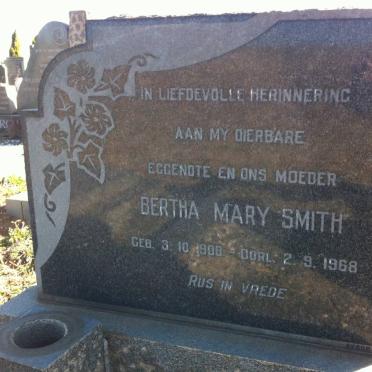 IN LIEFDEVOLLE HERINNERING
AAN MY DIERBARE
EGGENOTE EN ONS MOEDER
BERTHA MARY SMITH
GEB. 3. 10. 1900 - OORL. 2. 9. 1968
RUS IN VREDE